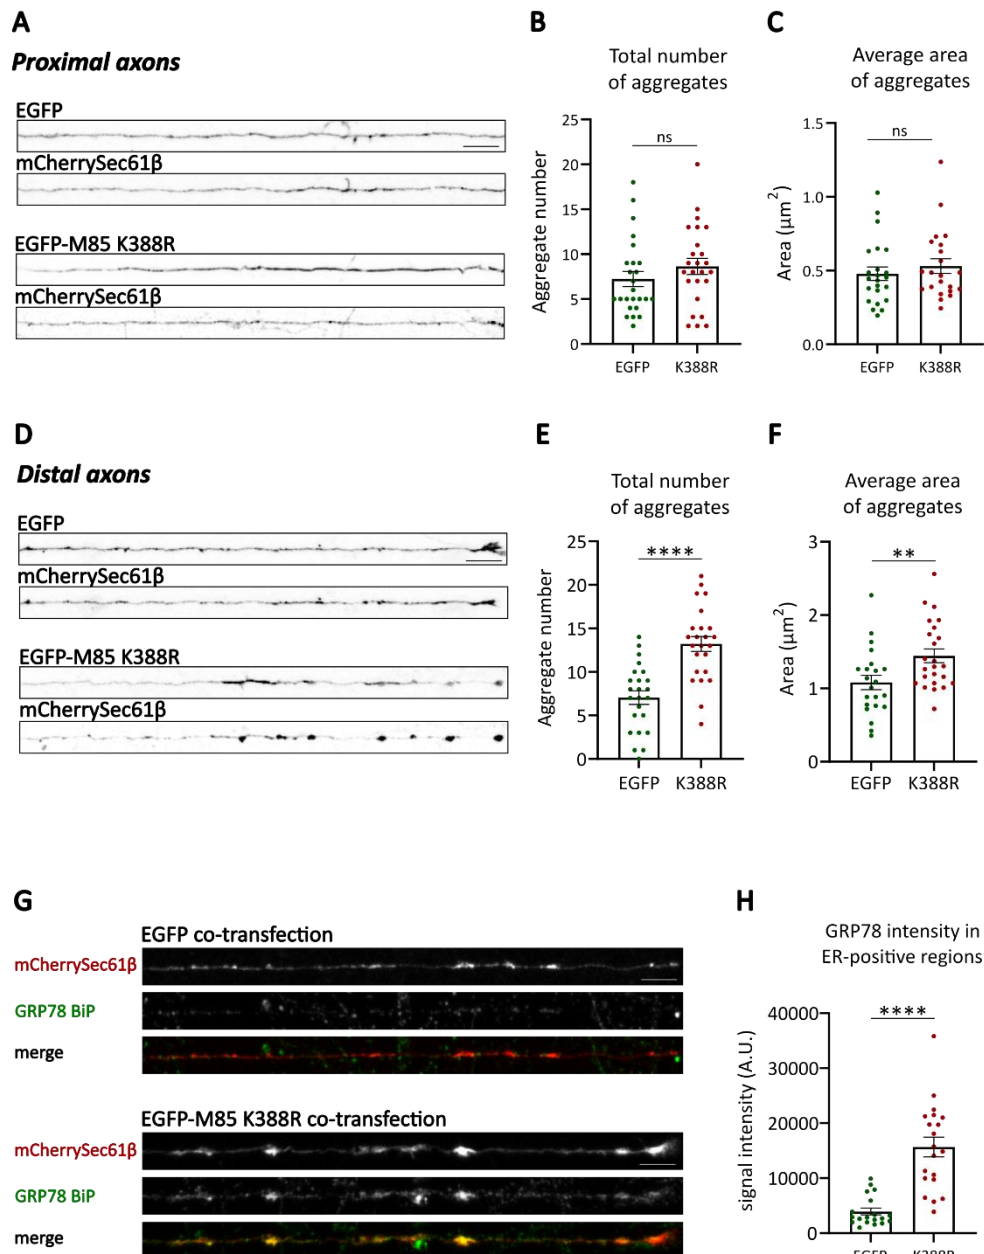 A
Proximal axons
EGFP
mCherrySec61β
EGFP-M85 K388R
mCherrySec61β
B
Total number
of aggregates
Aggregate number
25
20
15
10
5
0
ns
EGFP K388R
C
Average area
of aggregates
Area (µm²)
1.5
1.0
0.5
0.0
ns
EGFP K388R
D
Distal axons
EGFP
mCherrySec61β
EGFP-M85 K388R
mCherrySec61β
E
Total number
of aggregates
Aggregate number
25
20
15
10
5
0
****
EGFP K388R
F
Average area
of aggregates
Area (µm²)
3
2
1
0
**
EGFP K388R
G
EGFP co-transfection
mCherrySec61β
GRP78 BiP
merge
EGFP-M85 K388R co-transfection
mCherrySec61β
GRP78 BiP
merge
H
GRP78 intensity in
ER-positive regions
signal intensity (A.U.)
40000
30000
20000
10000
0
****
EGFP K388R